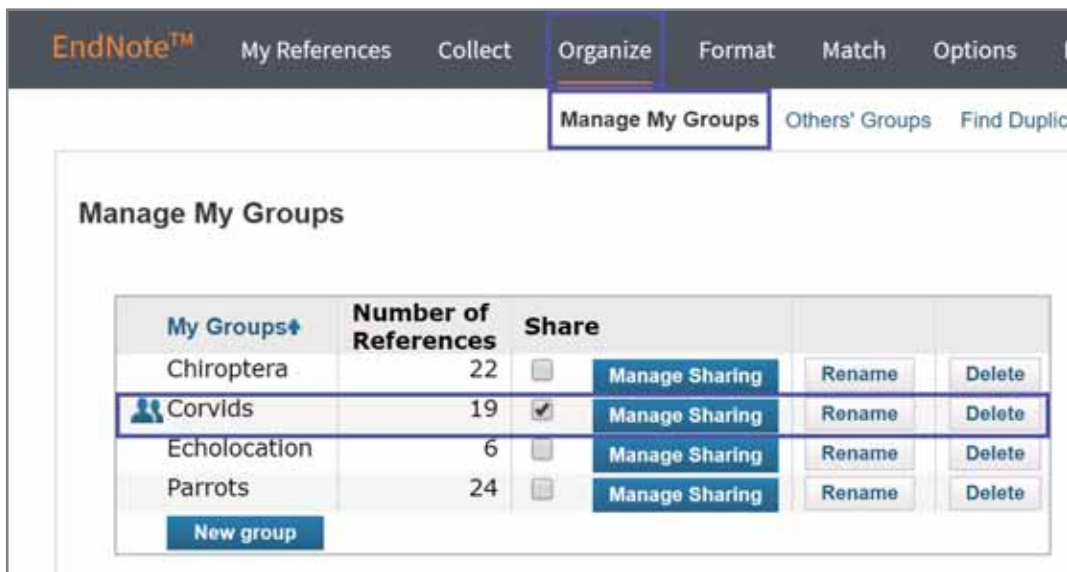 EndNote™ My References Collect Organize Format Match Options
Manage My Groups Others' Groups Find Duplic
Manage My Groups
My Groups Number of References Share
Chiroptera 22 Manage Sharing Rename Delete
Corvids 19 Manage Sharing Rename Delete
Echolocation 6 Manage Sharing Rename Delete
Parrots 24 Manage Sharing Rename Delete
New group